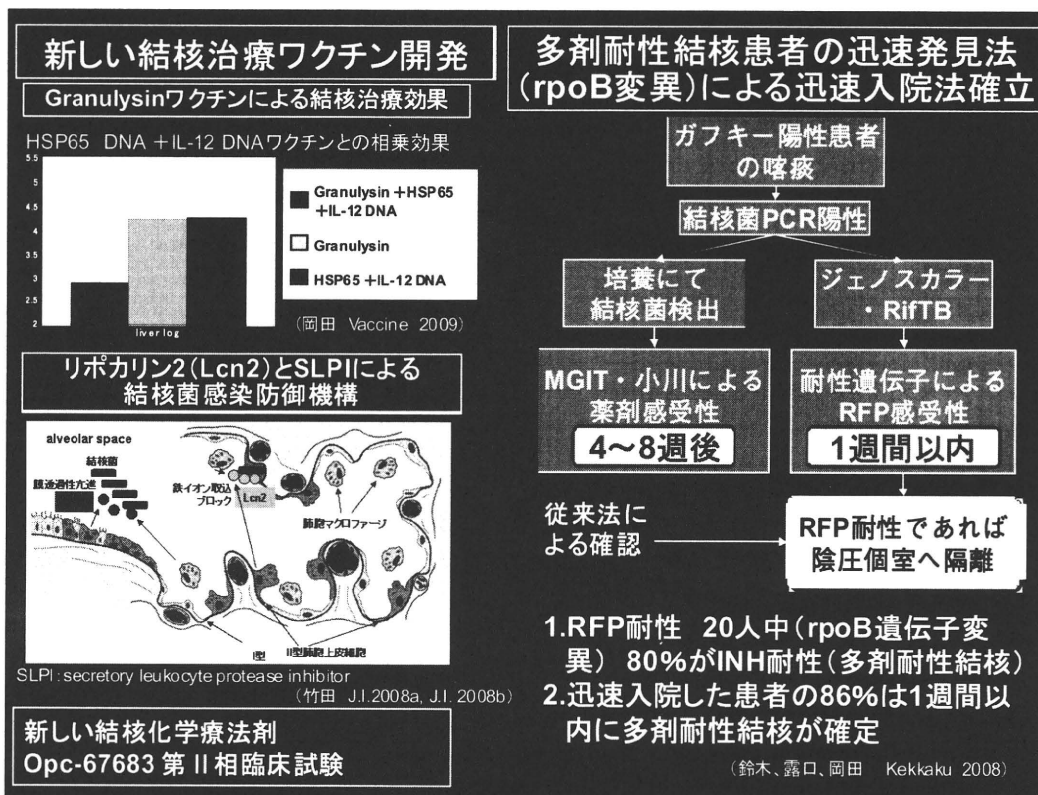 新しい結核治療ワクチン開発
Granulysinワクチンによる結核治療効果
HSP65 DNA +IL-12 DNAワクチンとの相乗効果
5.5
5
4.5
4
3.5
3
2.5
2
liver log
Granulysin +HSP65
+IL-12 DNA
Granulysin
HSP65 +IL-12 DNA
(岡田 Vaccine 2009)
リポカリン2(Lcn2)とSLPIによる
結核菌感染防御機構
alveolar space
結核菌
膜透過性亢進
鉄イオン取込
ブロック
Lcn2
肺胞マクロファージ
I型
II型肺胞上皮細胞
SLPI:secretory leukocyte protease inhibitor
(竹田 J.I.2008a, J.I. 2008b)
新しい結核化学療法剤
Opc-67683 第II相臨床試験
多剤耐性結核患者の迅速発見法
(rpoB変異)による迅速入院法確立
ガフキー陽性患者
の喀痰
結核菌PCR陽性
培養にて
結核菌検出
ジェノスカラー
・RifTB
MGIT・小川による
薬剤感受性
4~8週後
耐性遺伝子による
RFP感受性
1週間以内
従来法に
よる確認
RFP耐性であれば
陰圧個室へ隔離
1.RFP耐性 20人中(rpoB遺伝子変
異) 80%がINH耐性(多剤耐性結核)
2.迅速入院した患者の86%は1週間以
内に多剤耐性結核が確定
(鈴木、露口、岡田 Kekkaku 2008)